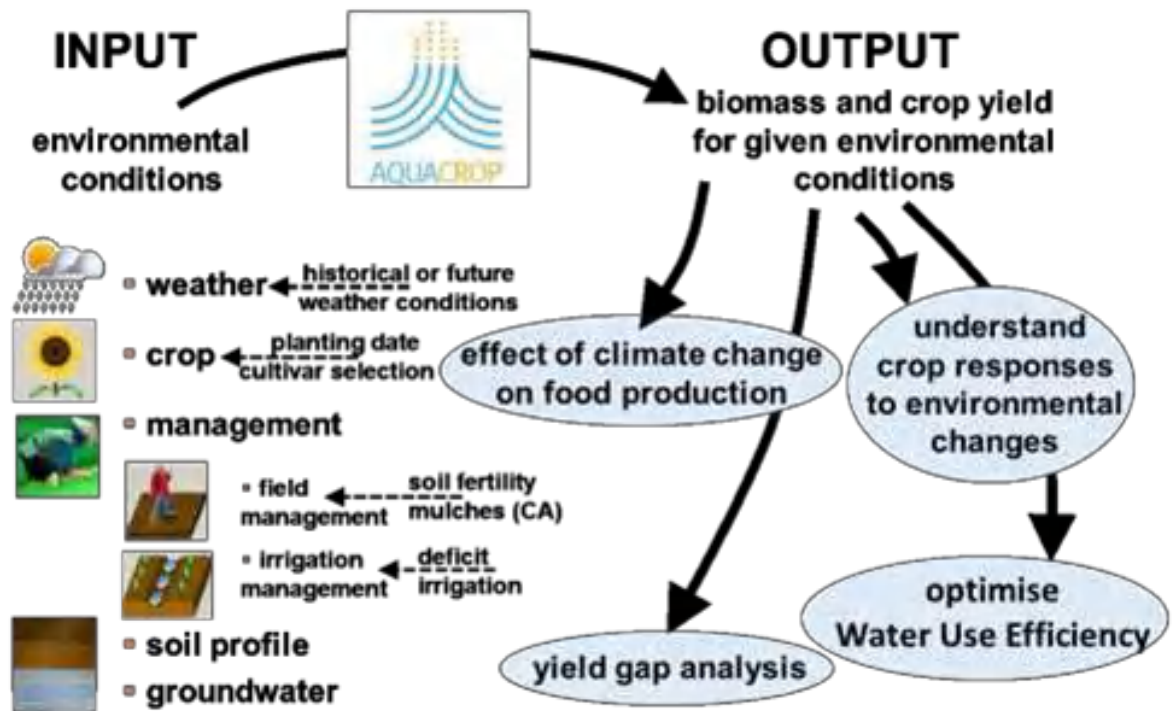 INPUT
environmental
conditions
AQUACROP
OUTPUT
biomass and crop yield
for given environmental
conditions
weather
historical or future
weather conditions
crop
planting date
cultivar selection
management
field
management
soil fertility
mulches (CA)
irrigation
management
deficit
irrigation
soil profile
groundwater
effect of climate change
on food production
understand
crop responses
to environmental
changes
yield gap analysis
optimise
Water Use Efficiency